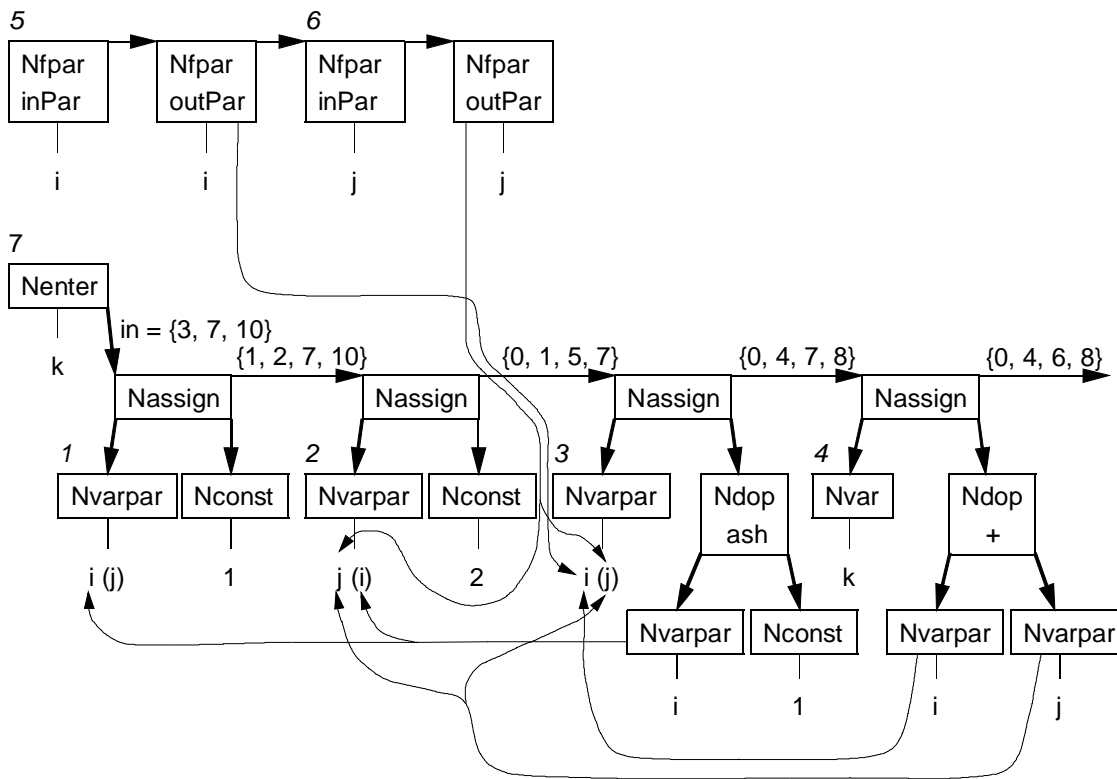 5 6
Nfpar Nfpar Nfpar Nfpar
inPar outPar inPar outPar
i i j j
7
Nenter
in = {3, 7, 10}
k {1, 2, 7, 10} {0, 1, 5, 7} {0, 4, 7, 8} {0, 4, 6, 8}
Nassign Nassign Nassign Nassign
1 2 3 4
Nvarpar Nconst Nvarpar Nconst Nvarpar Ndop Nvar Ndop
ash +
i (j) 1 j (i) 2 i (j) k
Nvarpar Nconst Nvarpar Nvarpar
i 1 i j